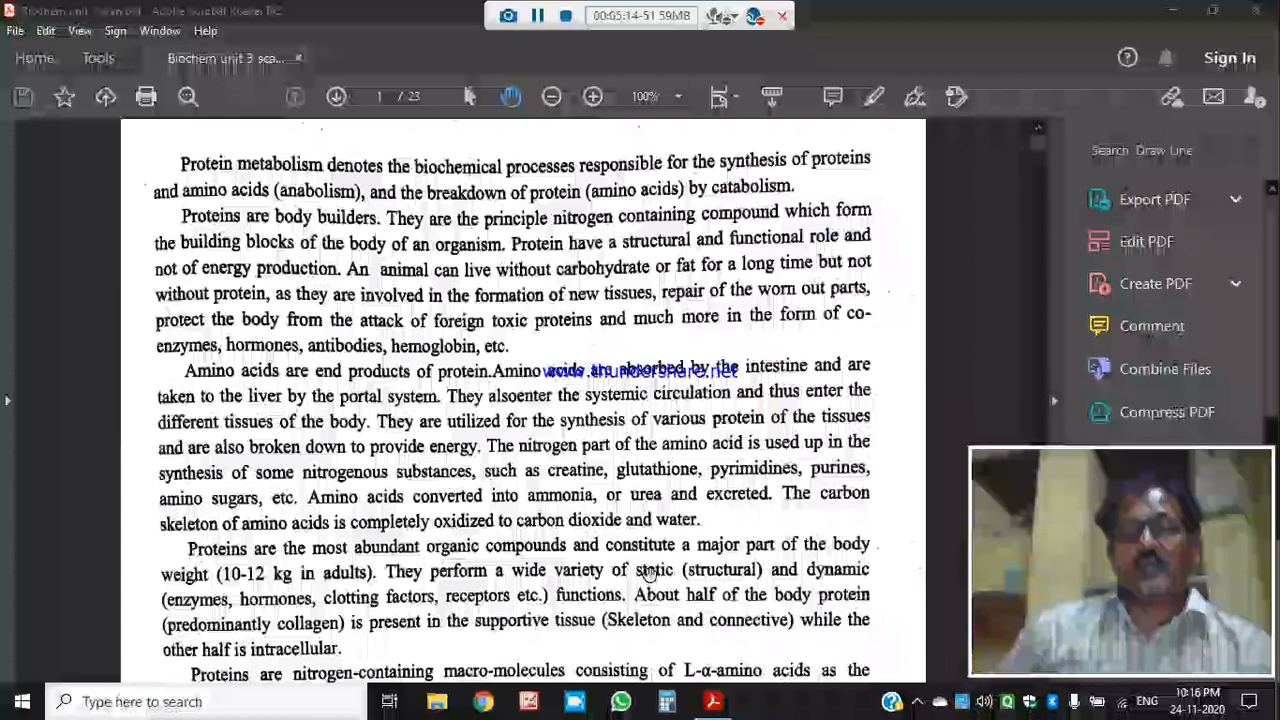 00:05:14-51 59MB
File Edit View Sign Window Help
Home Tools Biochem unit 3 sca... Sign In
1 / 23 100%
Search Draw Line
Export PDF
Edit PDF
Create PDF
Comment
Combine Files
Compress PDF
Protein metabolism denotes the biochemical processes responsible for the synthesis of proteins
and amino acids (anabolism), and the breakdown of protein (amino acids) by catabolism.
Proteins are body builders. They are the principle nitrogen containing compound which form
the building blocks of the body of an organism. Protein have a structural and functional role and
not of energy production. An animal can live without carbohydrate or fat for a long time but not
without protein, as they are involved in the formation of new tissues, repair of the worn out parts,
protect the body from the attack of foreign toxic proteins and much more in the form of co-
enzymes, hormones, antibodies, hemoglobin, etc.
Amino acids are end products of protein.Amino acids are absorbed by the intestine and are
www.thundershare.net
taken to the liver by the portal system. They alsoenter the systemic circulation and thus enter the
different tissues of the body. They are utilized for the synthesis of various protein of the tissues
and are also broken down to provide energy. The nitrogen part of the amino acid is used up in the
synthesis of some nitrogenous substances, such as creatine, glutathione, pyrimidines, purines,
amino sugars, etc. Amino acids converted into ammonia, or urea and excreted. The carbon
skeleton of amino acids is completely oxidized to carbon dioxide and water.
Proteins are the most abundant organic compounds and constitute a major part of the body
weight (10-12 kg in adults). They perform a wide variety of static (structural) and dynamic
(enzymes, hormones, clotting factors, receptors etc.) functions. About half of the body protein
(predominantly collagen) is present in the supportive tissue (Skeleton and connective) while the
other half is intracellular.
Proteins are nitrogen-containing macro-molecules consisting of L-α-amino acids as the
Type here to search
ENG
10:16 PM
24-11-2020